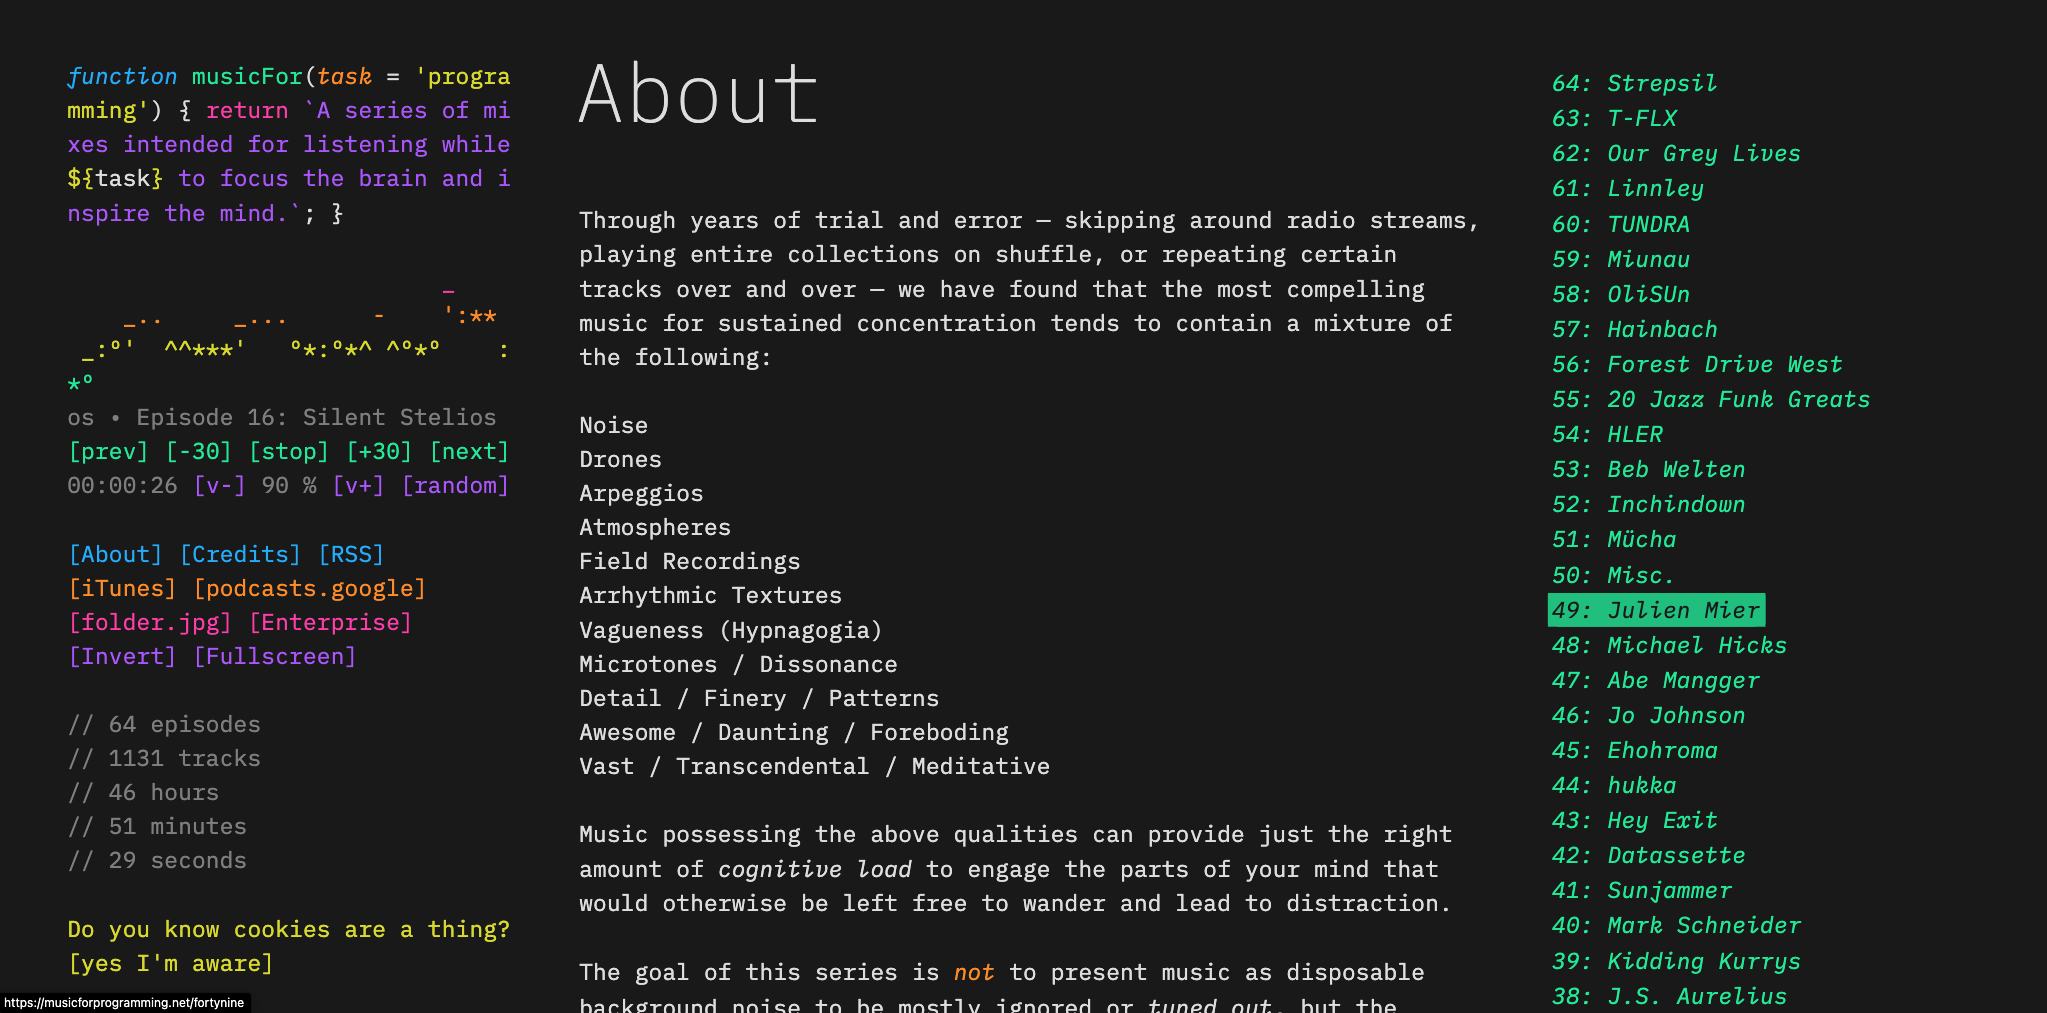 function musicFor(task = 'progra
mming') { return `A series of mi
xes intended for listening while
${task} to focus the brain and i
nspire the mind.`; }
_
_.. _... - ':**
_:°' ^^***' °*:°*^ ^°*° :
*°
os • Episode 16: Silent Stelios
[prev] [-30] [stop] [+30] [next]
00:00:26 [v-] 90 % [v+] [random]
[About] [Credits] [RSS]
[iTunes] [podcasts.google]
[folder.jpg] [Enterprise]
[Invert] [Fullscreen]
// 64 episodes
// 1131 tracks
// 46 hours
// 51 minutes
// 29 seconds
Do you know cookies are a thing?
[yes I'm aware]
https://musicforprogramming.net/fortynine
About
Through years of trial and error — skipping around radio streams,
playing entire collections on shuffle, or repeating certain
tracks over and over — we have found that the most compelling
music for sustained concentration tends to contain a mixture of
the following:
Noise
Drones
Arpeggios
Atmospheres
Field Recordings
Arrhythmic Textures
Vagueness (Hypnagogia)
Microtones / Dissonance
Detail / Finery / Patterns
Awesome / Daunting / Foreboding
Vast / Transcendental / Meditative
Music possessing the above qualities can provide just the right
amount of cognitive load to engage the parts of your mind that
would otherwise be left free to wander and lead to distraction.
The goal of this series is not to present music as disposable
background noise to be mostly ignored or tuned out, but the
64: Strepsil
63: T-FLX
62: Our Grey Lives
61: Linnley
60: TUNDRA
59: Miunau
58: OliSUn
57: Hainbach
56: Forest Drive West
55: 20 Jazz Funk Greats
54: HLER
53: Beb Welten
52: Inchindown
51: Mücha
50: Misc.
49: Julien Mier
48: Michael Hicks
47: Abe Mangger
46: Jo Johnson
45: Ehohroma
44: hukka
43: Hey Exit
42: Datassette
41: Sunjammer
40: Mark Schneider
39: Kidding Kurrys
38: J.S. Aurelius